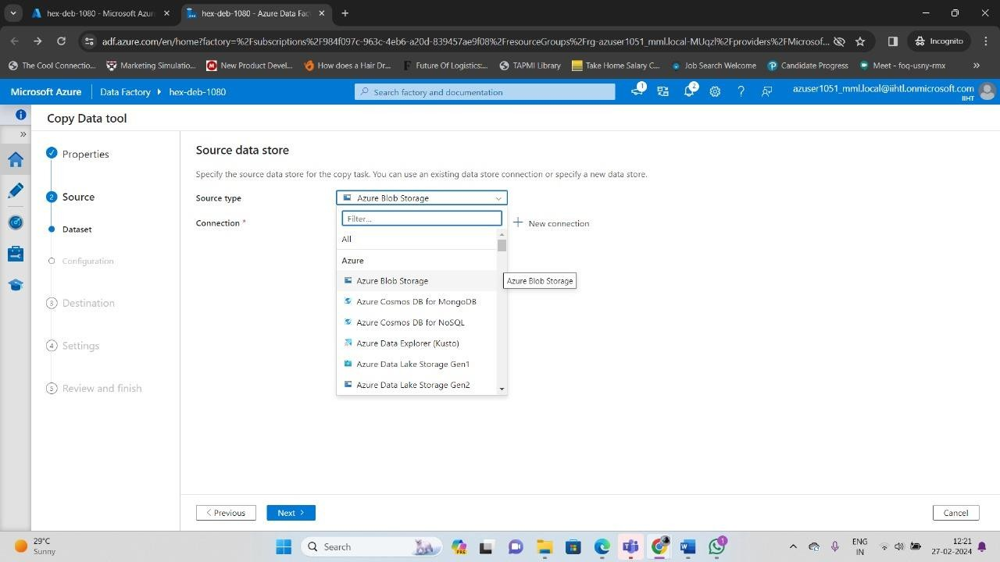 hex-deb-1080 - Microsoft Azur
hex-deb-1080 - Azure Data Fac
adf.azure.com/en/home?factory=%2Fsubscriptions%2F984f097c-963c-4eb6-a20d-839457ae9f08%2FresourceGroups%2Frg-azuser1051_mml.local-MUqzl%2Fproviders%2FMicrosof...
Incognito
The Cool Connectio...
Marketing Simulatio...
New Product Devel...
How does a Hair Dr...
Future Of Logistics:...
TAPMI Library
Take Home Salary C...
Job Search Welcome
Candidate Progress
Meet - foq-usny-rmx
»
Microsoft Azure
Data Factory
hex-deb-1080
Search factory and documentation
1
2
azuser1051_mml.local@iihtl.onmicrosoft.com
IIHT
Copy Data tool
»
Properties
2 Source
Dataset
Configuration
3 Destination
4 Settings
5 Review and finish
Source data store
Specify the source data store for the copy task. You can use an existing data store connection or specify a new data store.
Source type
Azure Blob Storage
Connection *
Filter...
New connection
All
Azure
Azure Blob Storage
Azure Blob Storage
Azure Cosmos DB for MongoDB
Azure Cosmos DB for NoSQL
Azure Data Explorer (Kusto)
Azure Data Lake Storage Gen1
Azure Data Lake Storage Gen2
< Previous
Next >
Cancel
29°C
Sunny
Search
PRE
1
ENG
IN
12:21
27-02-2024